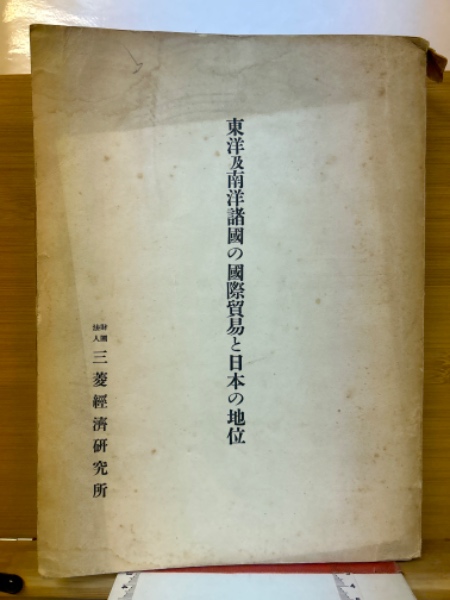 東洋及南洋諸國の國際貿易と日本の地位
財團法人 三菱經濟研究所